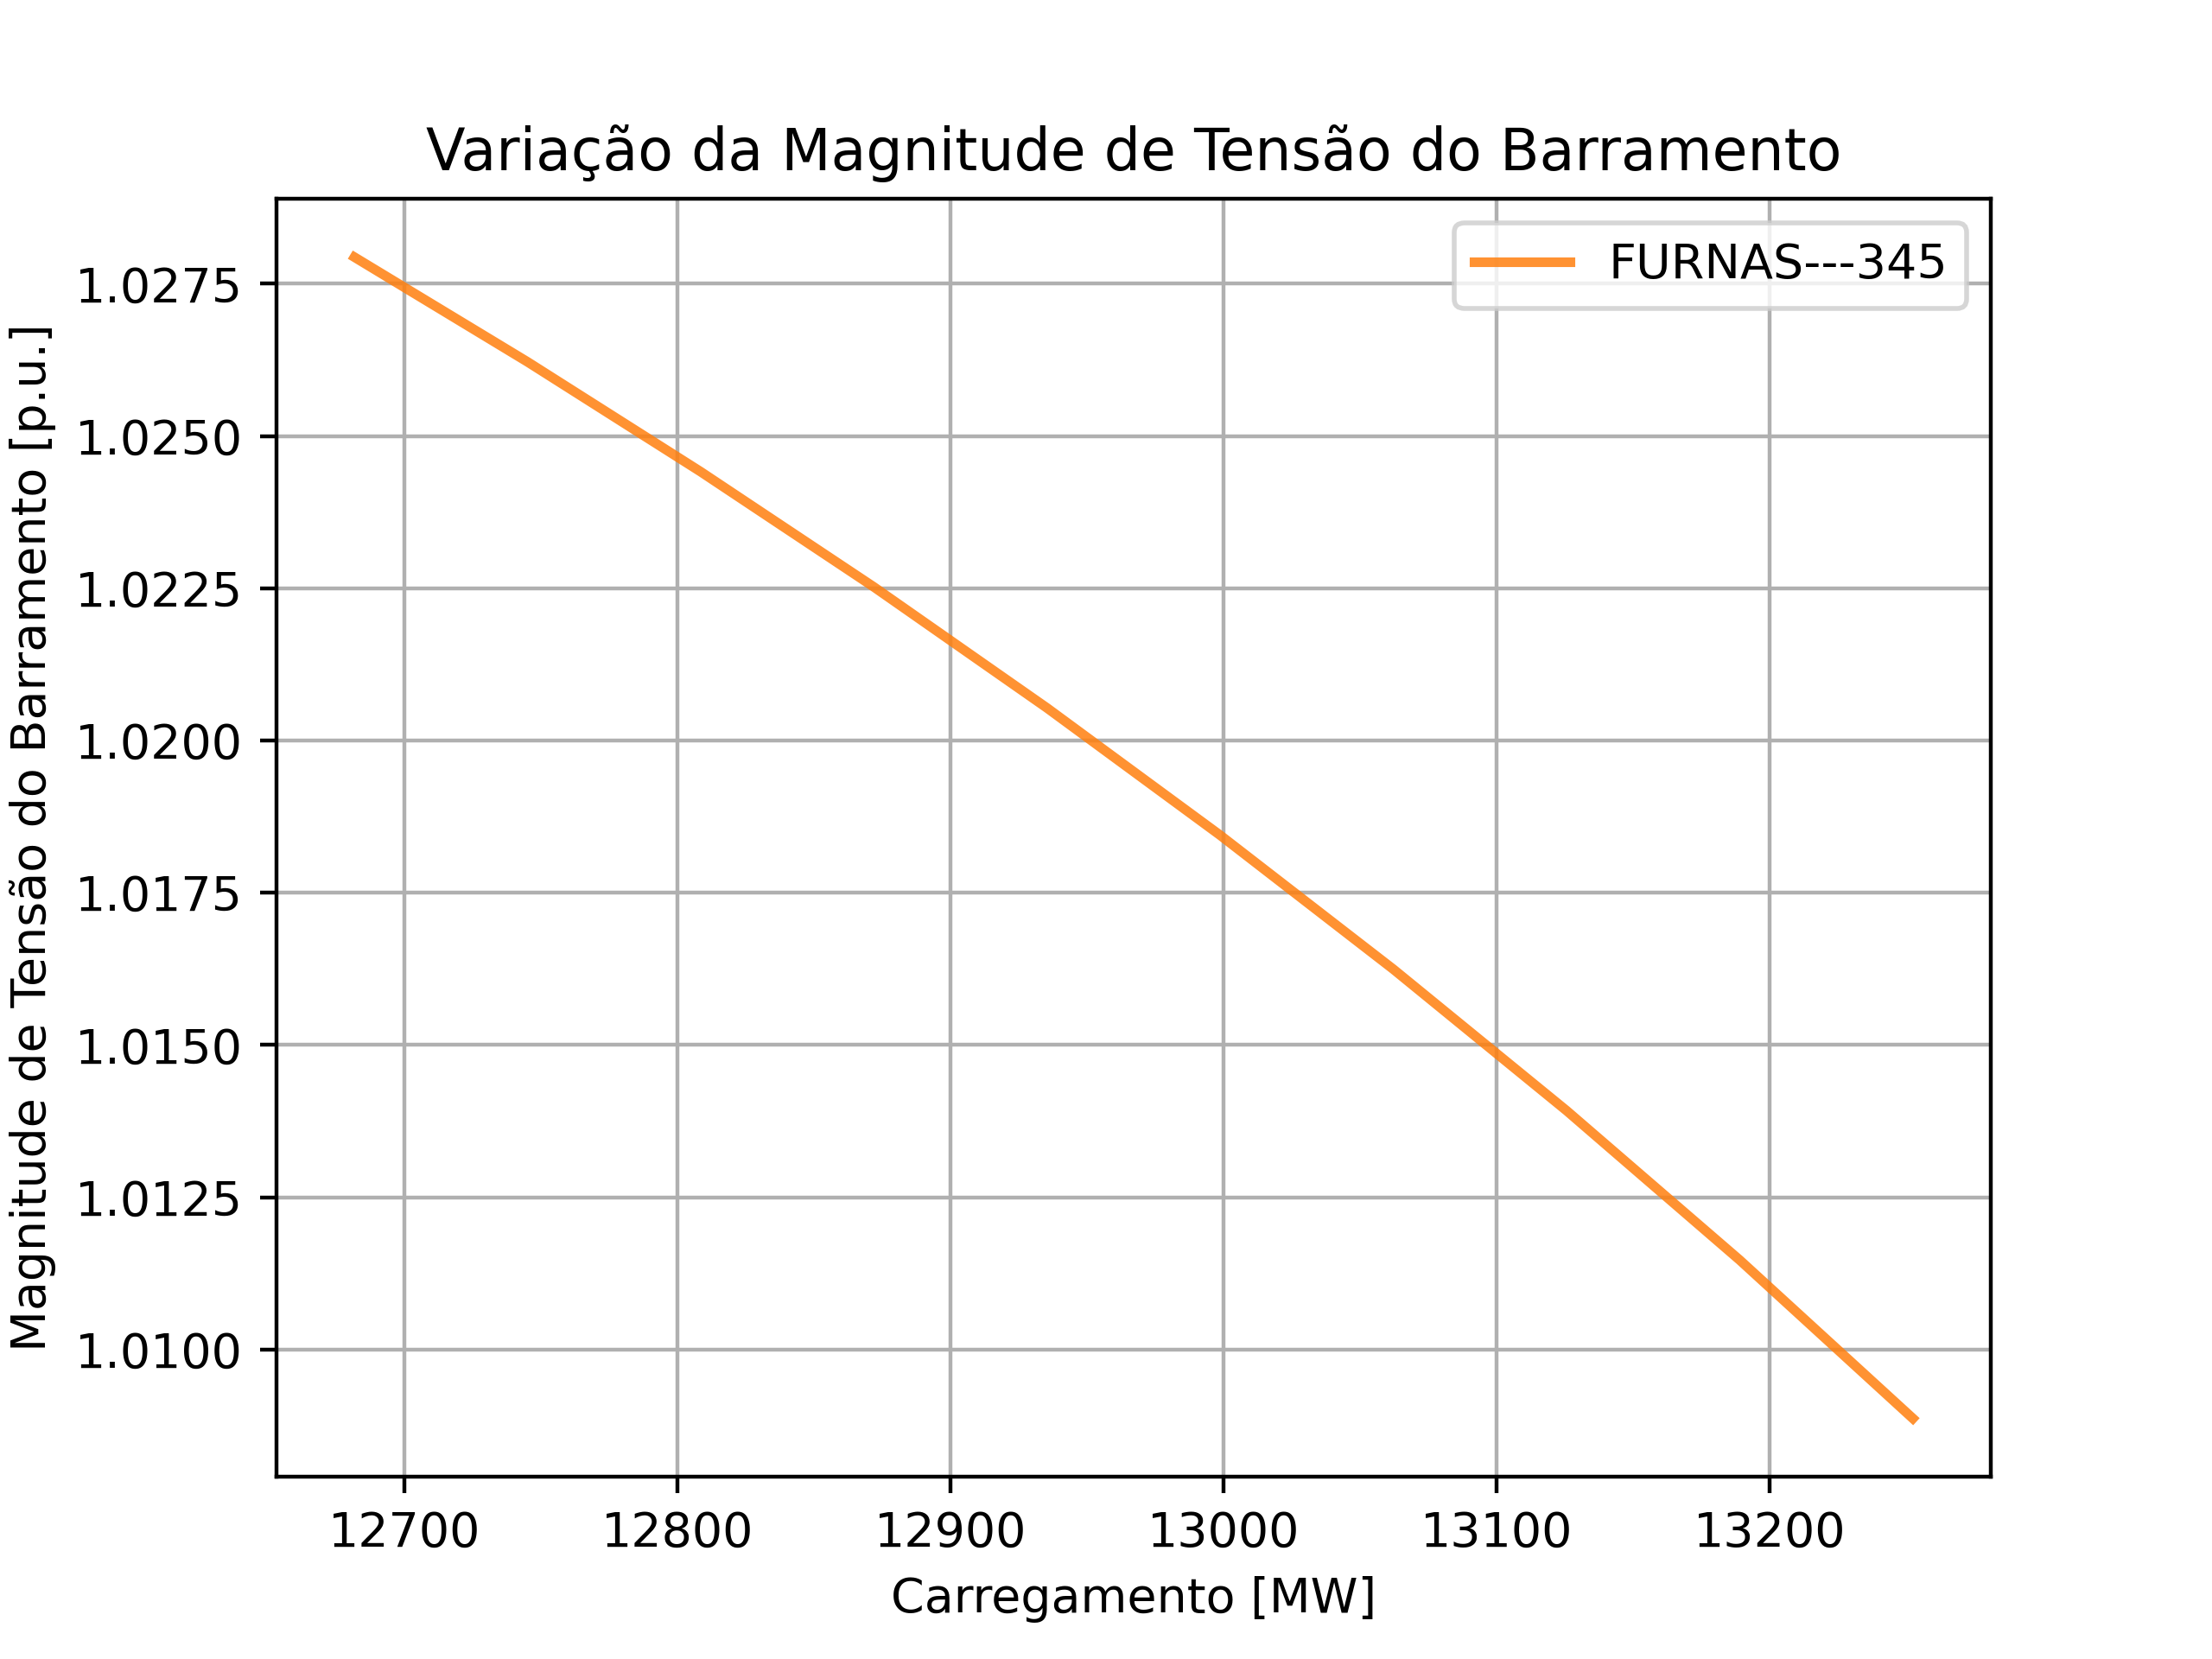 Variação da Magnitude de Tensão do Barramento
FURNAS---345
Magnitude de Tensão do Barramento [p.u.]
1.0275
1.0250
1.0225
1.0200
1.0175
1.0150
1.0125
1.0100
12700 12800 12900 13000 13100 13200
Carregamento [MW]